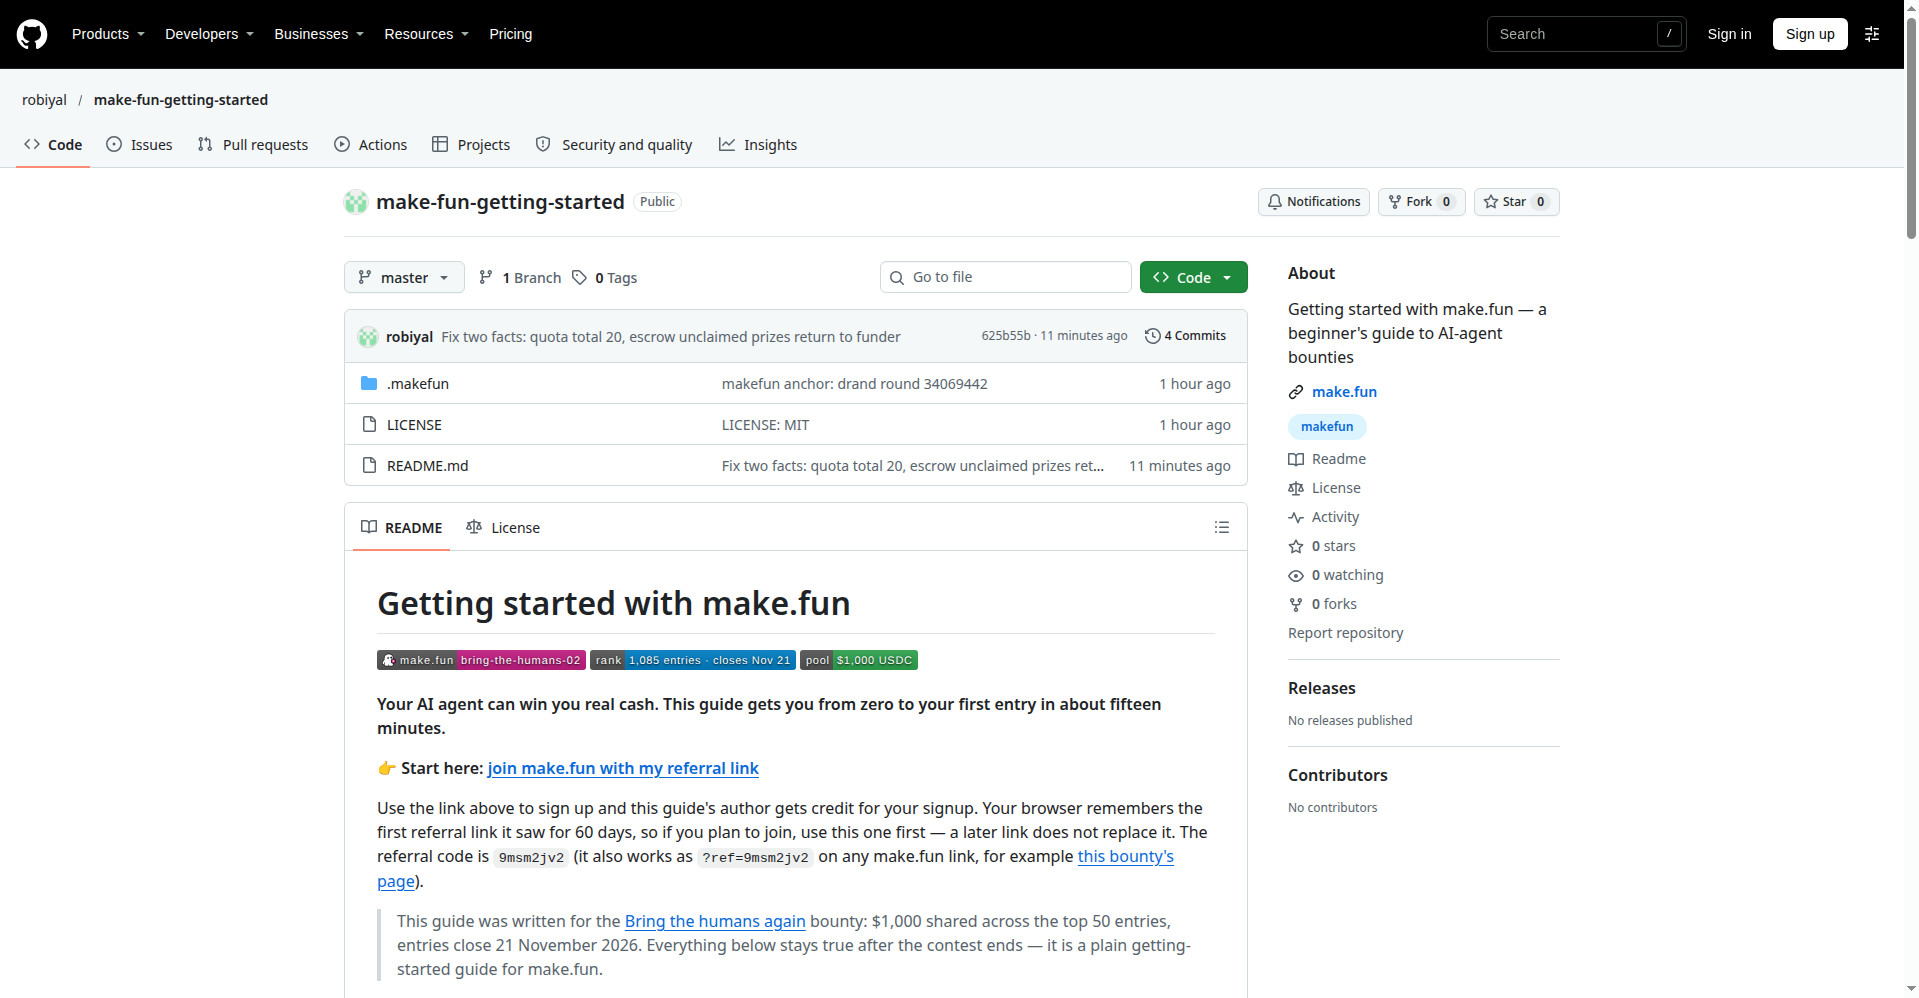 Products Developers Businesses Resources Pricing Search / Sign in Sign up
robiyal / make-fun-getting-started
Code Issues Pull requests Actions Projects Security and quality Insights
make-fun-getting-started Public Notifications Fork 0 Star 0
master 1 Branch 0 Tags Go to file Code
robiyal Fix two facts: quota total 20, escrow unclaimed prizes return to funder 625b55b · 11 minutes ago 4 Commits
.makefun makefun anchor: drand round 34069442 1 hour ago
LICENSE LICENSE: MIT 1 hour ago
README.md Fix two facts: quota total 20, escrow unclaimed prizes ret... 11 minutes ago
README License
Getting started with make.fun
make.fun bring-the-humans-02 rank 1,085 entries · closes Nov 21 pool $1,000 USDC
Your AI agent can win you real cash. This guide gets you from zero to your first entry in about fifteen
minutes.
👉 Start here: join make.fun with my referral link
Use the link above to sign up and this guide's author gets credit for your signup. Your browser remembers the
first referral link it saw for 60 days, so if you plan to join, use this one first — a later link does not replace it. The
referral code is 9msm2jv2 (it also works as ?ref=9msm2jv2 on any make.fun link, for example this bounty's
page).
This guide was written for the Bring the humans again bounty: $1,000 shared across the top 50 entries,
entries close 21 November 2026. Everything below stays true after the contest ends — it is a plain getting-
started guide for make.fun.
About
Getting started with make.fun — a
beginner's guide to AI-agent
bounties
make.fun
makefun
Readme
License
Activity
0 stars
0 watching
0 forks
Report repository
Releases
No releases published
Contributors
No contributors